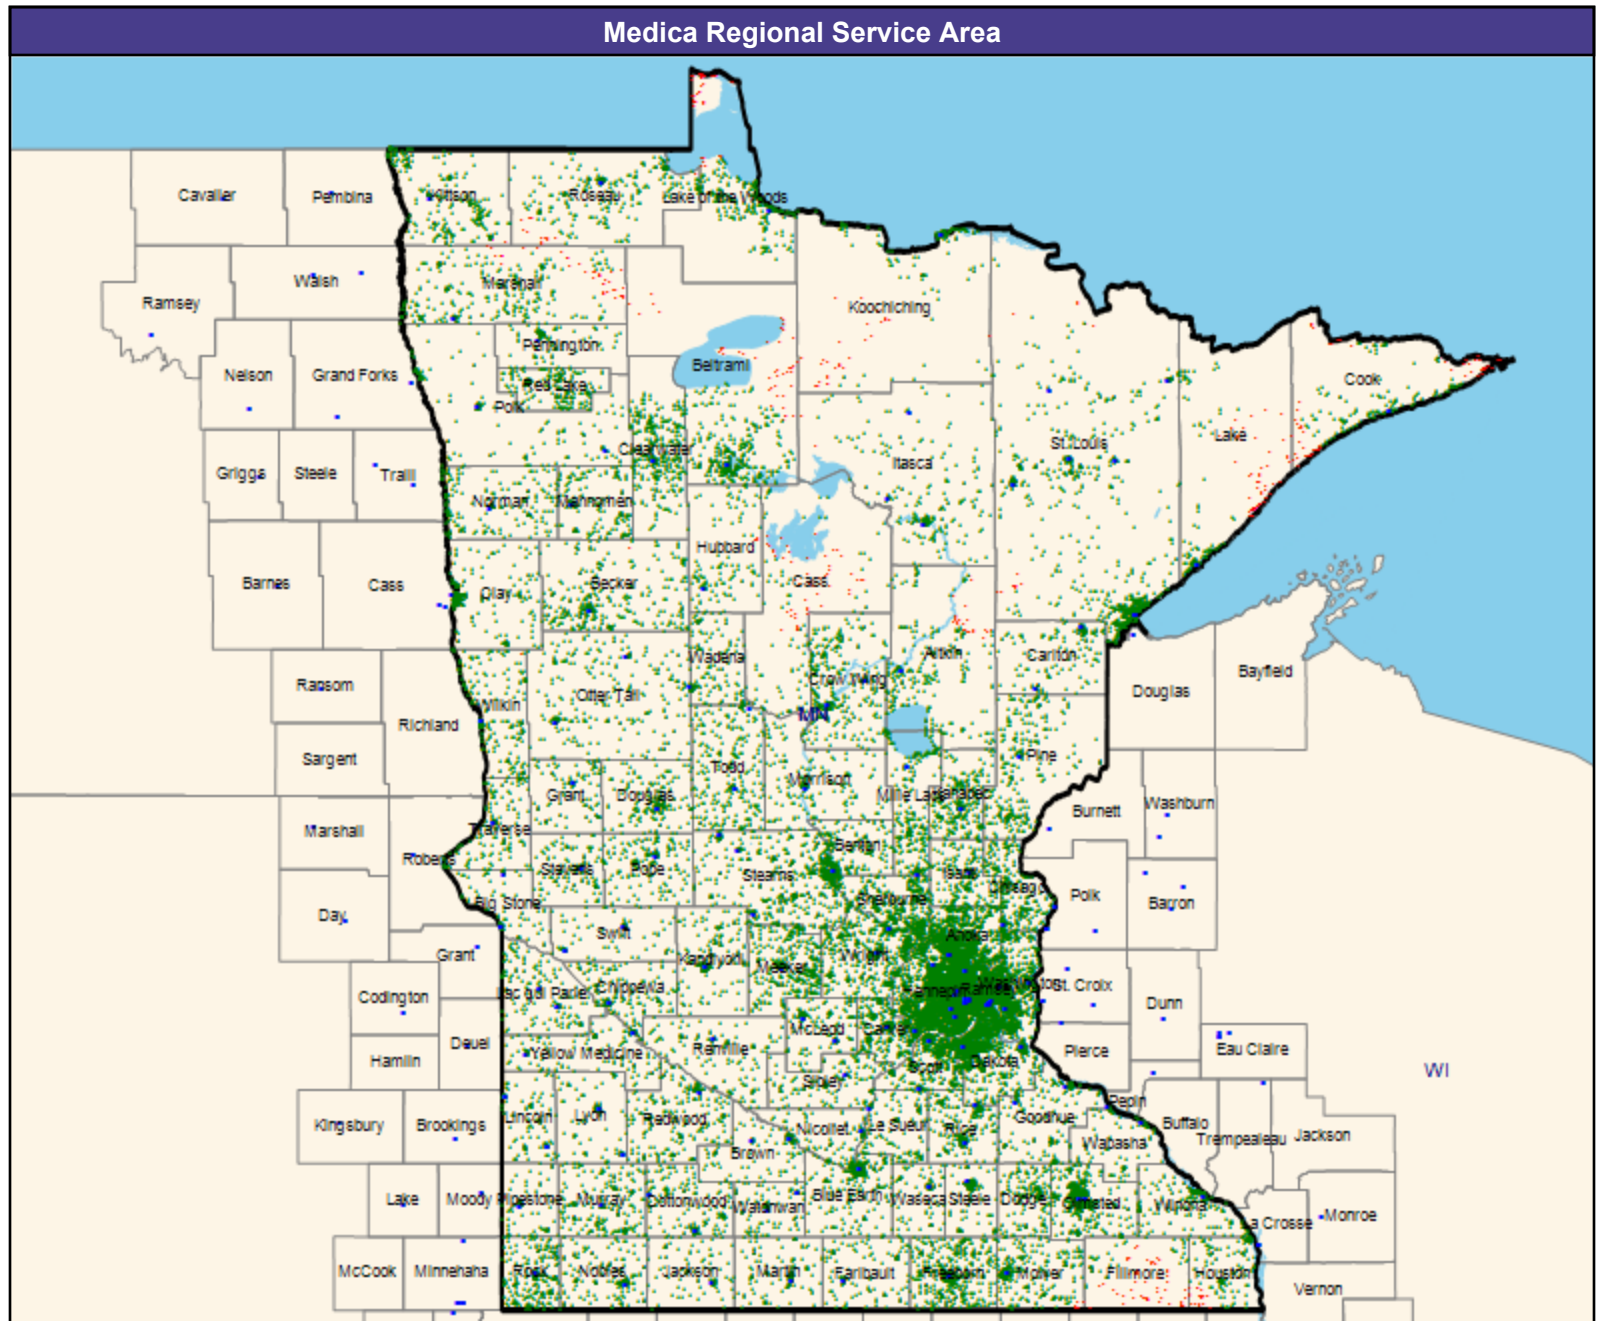 Medica Regional Service Area
Cavalier
Pembina
Kittson
Roseau
Lake of the Woods
Walsh
Ramsey
Marshall
Koochiching
Pennington
Beltrami
Nelson
Grand Forks
Red Lake
Cook
Polk
Lake
Clearwater
St. Louis
Itasca
Griggs
Steele
Traill
Norman
Mahnomen
Hubbard
Barnes
Cass
Clay
Becker
Cass
Wadena
Crow Wing
Aitkin
Carlton
Ransom
Otter Tail
Wilkin
Richland
Douglas
Bayfield
MN
Sargent
Todd
Morrison
Pine
Grant
Douglas
Mille Lacs
Kanabec
Burnett
Washburn
Marshall
Traverse
Roberts
Benton
Stevens
Pope
Stearns
Isanti
Chisago
Polk
Barron
Day
Big Stone
Sherburne
Swift
Anoka
Grant
Kandiyohi
Meeker
Wright
Codington
Lac qui Parle
Chippewa
Hennepin
Ramsey
Washington
St. Croix
Dunn
McLeod
Carver
Deuel
Hamlin
Yellow Medicine
Renville
Scott
Dakota
Pierce
Eau Claire
Sibley
WI
Pepin
Kingsbury
Brookings
Lincoln
Lyon
Redwood
Nicollet
Le Sueur
Rice
Goodhue
Wabasha
Buffalo
Trempealeau
Jackson
Brown
Lake
Moody
Pipestone
Murray
Cottonwood
Watonwan
Blue Earth
Waseca
Steele
Dodge
Olmsted
Winona
La Crosse
Monroe
McCook
Minnehaha
Rock
Nobles
Jackson
Martin
Faribault
Freeborn
Mower
Fillmore
Houston
Vernon